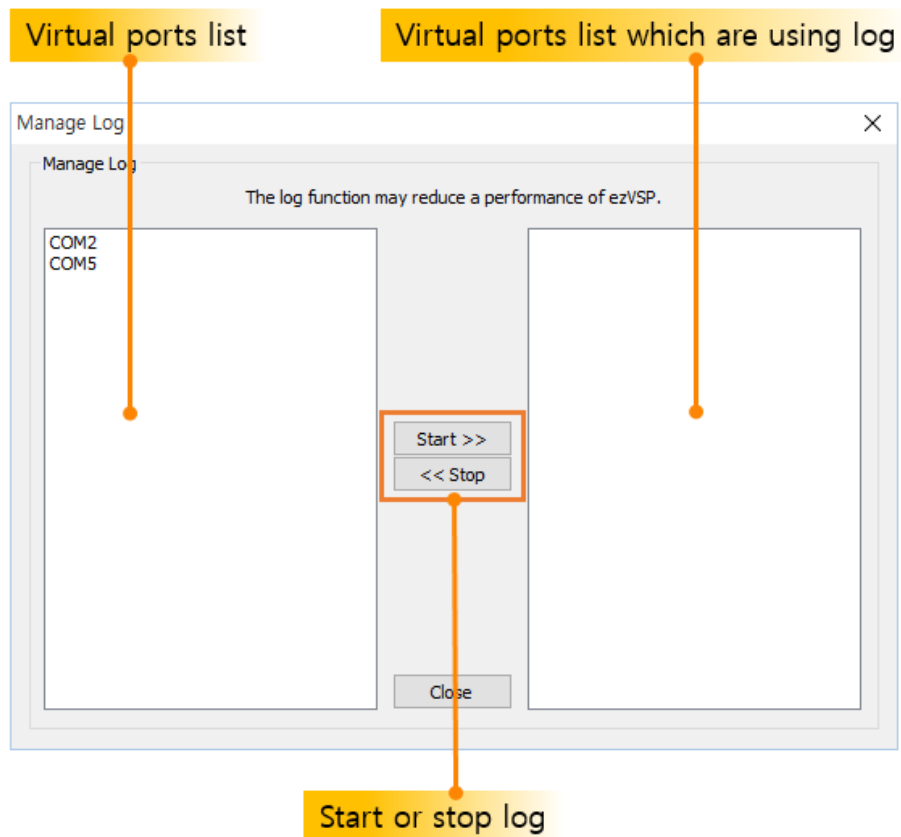 Virtual ports list
Virtual ports list which are using log
Manage Log
Manage Log
The log function may reduce a performance of ezVSP.
COM2
COM5
Start >>
<< Stop
Close
Start or stop log